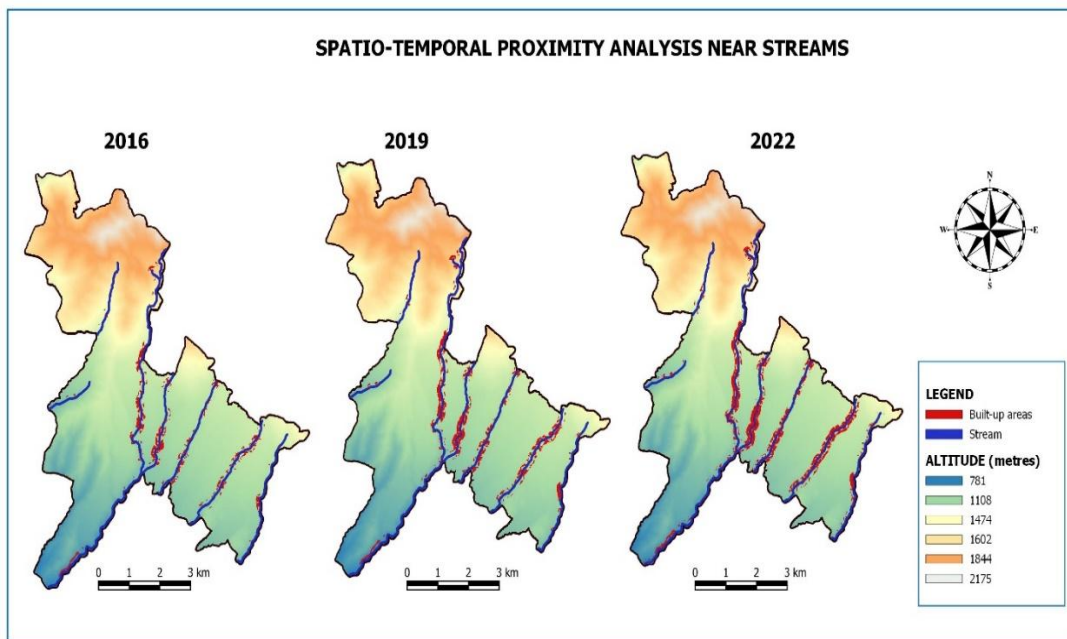 SPATIO-TEMPORAL PROXIMITY ANALYSIS NEAR STREAMS
2016
2019
2022
N
W
E
S
0 1 2 3 km
0 1 2 3 km
0 1 2 3 km
LEGEND
Built-up areas
Stream
ALTITUDE (metres)
781
1108
1474
1602
1844
2175